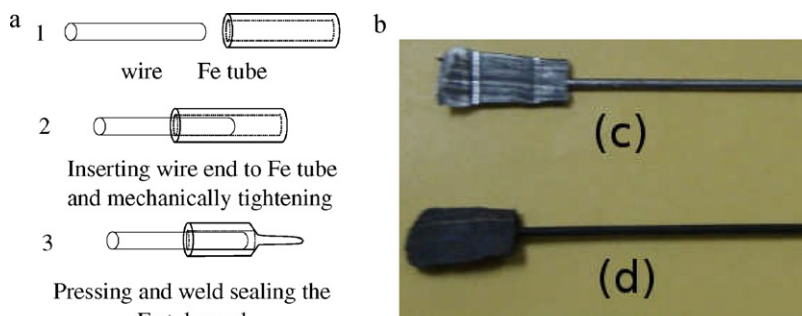 a
1
wire Fe tube
2
Inserting wire end to Fe tube
and mechanically tightening
3
Pressing and weld sealing the
b
(c)
(d)